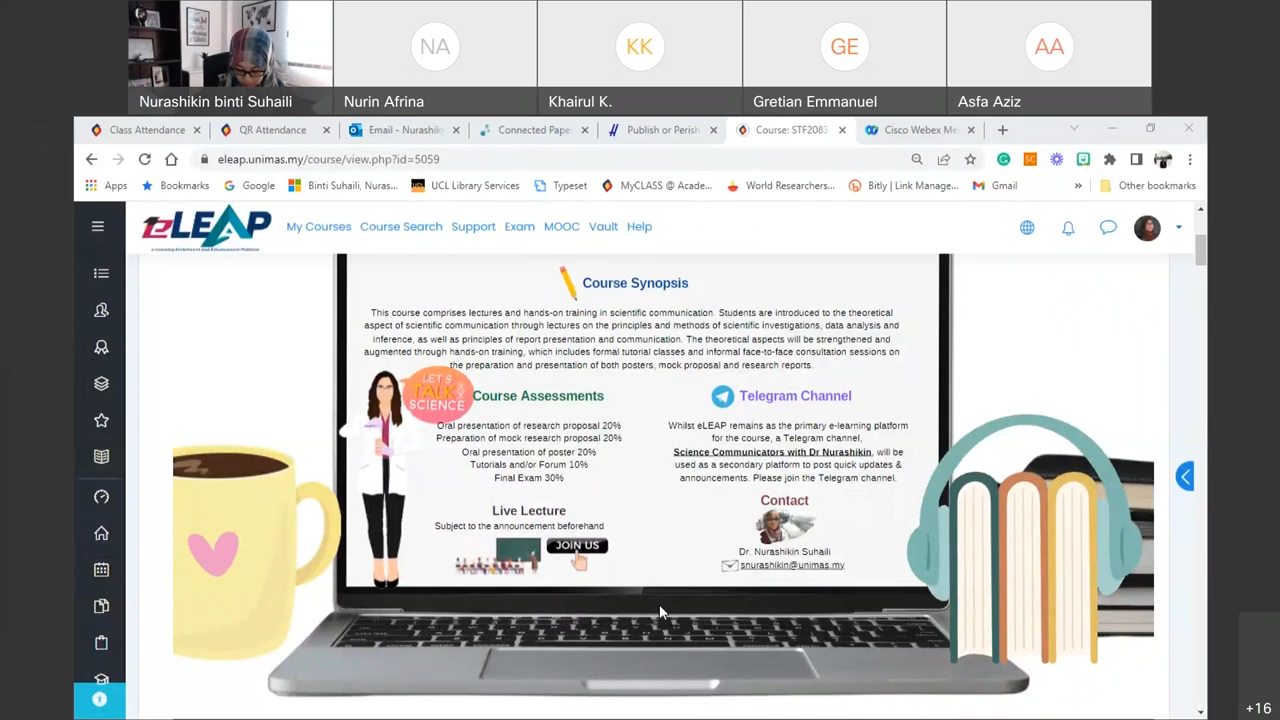 NA
KK
GE
AA
Nurashikin binti Suhaili
Nurin Afrina
Khairul K.
Gretian Emmanuel
Asfa Aziz
Class Attendance
QR Attendance
Email - Nurashik
Connected Pape
Publish or Perish
Course: STF2083
Cisco Webex Me
eleap.unimas.my/course/view.php?id=5059
Apps
Bookmarks
Google
Binti Suhaili, Nuras...
UCL Library Services
Typeset
MyCLASS @ Acade...
World Researchers...
Bitly | Link Manage...
Gmail
Other bookmarks
eLEAP
My Courses
Course Search
Support
Exam
MOOC
Vault
Help
Course Synopsis
This course comprises lectures and hands-on training in scientific communication. Students are introduced to the theoretical
aspect of scientific communication through lectures on the principles and methods of scientific investigations, data analysis and
inference, as well as principles of report presentation and communication. The theoretical aspects will be strengthened and
augmented through hands-on training, which includes formal tutorial classes and informal face-to-face consultation sessions on
the preparation and presentation of both posters, mock proposal and research reports.
LET'S
TALK
SCIENCE
Course Assessments
Oral presentation of research proposal 20%
Preparation of mock research proposal 20%
Oral presentation of poster 20%
Tutorials and/or Forum 10%
Final Exam 30%
Live Lecture
Subject to the announcement beforehand
JOIN US
Telegram Channel
Whilst eLEAP remains as the primary e-learning platform
for the course, a Telegram channel,
Science Communicators with Dr Nurashikin, will be
used as a secondary platform to post quick updates &
announcements. Please join the Telegram channel.
Contact
Dr. Nurashikin Suhaili
snurashikin@unimas.my
+16